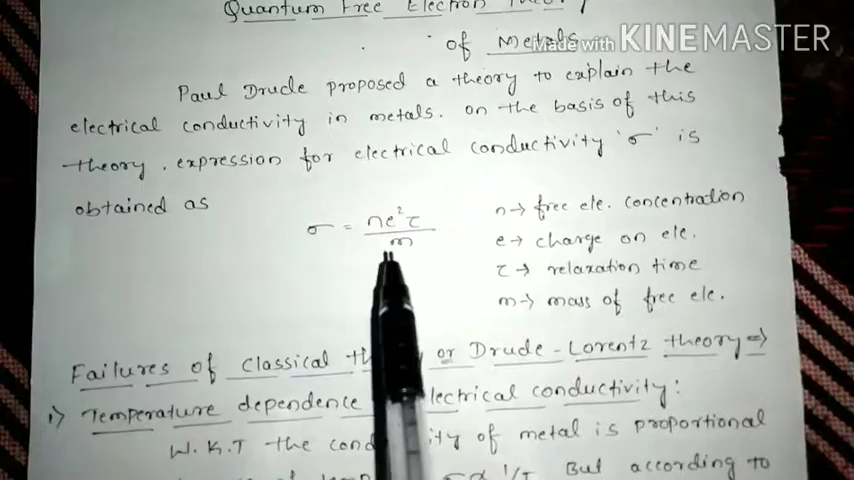 Quantum Free Electron Theory
of Metals
Made with KINEMASTER
Paul Drude proposed a theory to explain the
electrical conductivity in metals. on the basis of this
theory, expression for electrical conductivity 'σ' is
obtained as
σ = ne²τ/m
n→ free ele. concentration
e→ charge on ele.
τ→ relaxation time
m→ mass of free ele.
Failures of classical or Drude-Lorentz theory⇒
1) Temperature dependence electrical conductivity:
W.K.T the of metal is proportional
σ∝ 1/T But according to